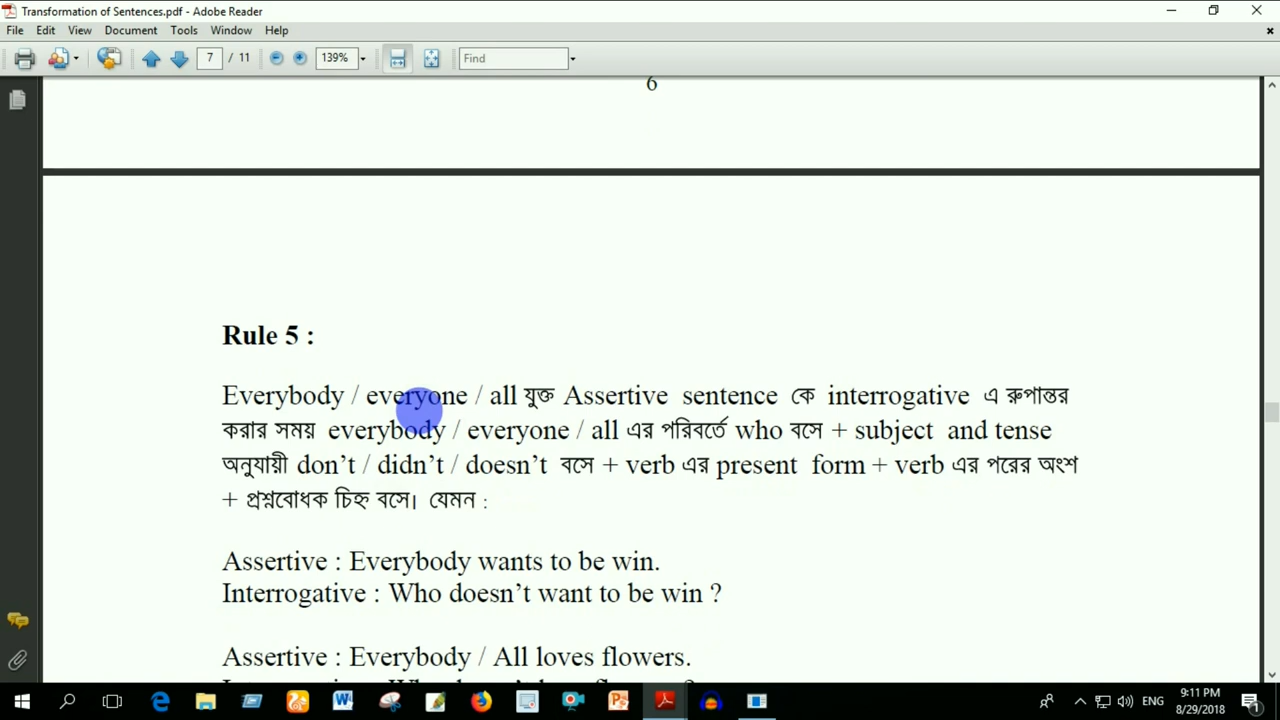 Transformation of Sentences.pdf - Adobe Reader
File Edit View Document Tools Window Help
7 / 11 139% Find
6
Rule 5 :
Everybody / everyone / all যুক্ত Assertive sentence কে interrogative এ রুপান্তর
করার সময় everybody / everyone / all এর পরিবর্তে who বসে + subject and tense
অনুযায়ী don't / didn't / doesn't বসে + verb এর present form + verb এর পরের অংশ
+ প্রশ্নবোধক চিহ্ন বসে। যেমন :
Assertive : Everybody wants to be win.
Interrogative : Who doesn't want to be win ?
Assertive : Everybody / All loves flowers.
ENG
9:11 PM
8/29/2018